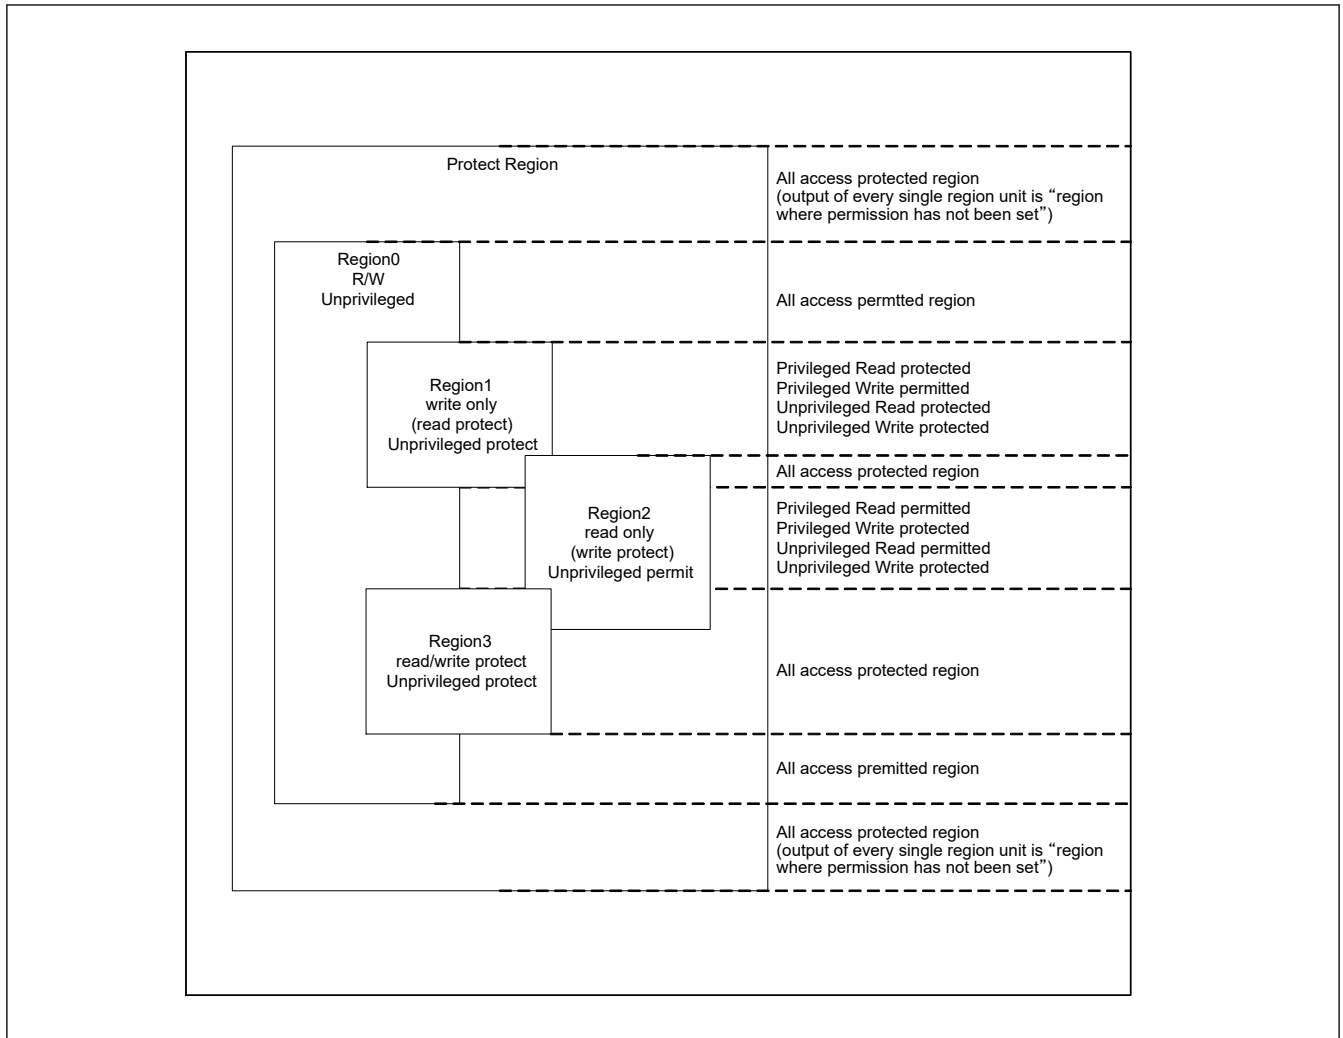 Protect Region
All access protected region
(output of every single region unit is “region
where permission has not been set”)
Region0
R/W
Unprivileged
All access permtted region
Region1
write only
(read protect)
Unprivileged protect
Privileged Read protected
Privileged Write permitted
Unprivileged Read protected
Unprivileged Write protected
All access protected region
Region2
read only
(write protect)
Unprivileged permit
Privileged Read permitted
Privileged Write protected
Unprivileged Read permitted
Unprivileged Write protected
Region3
read/write protect
Unprivileged protect
All access protected region
All access premitted region
All access protected region
(output of every single region unit is “region
where permission has not been set”)